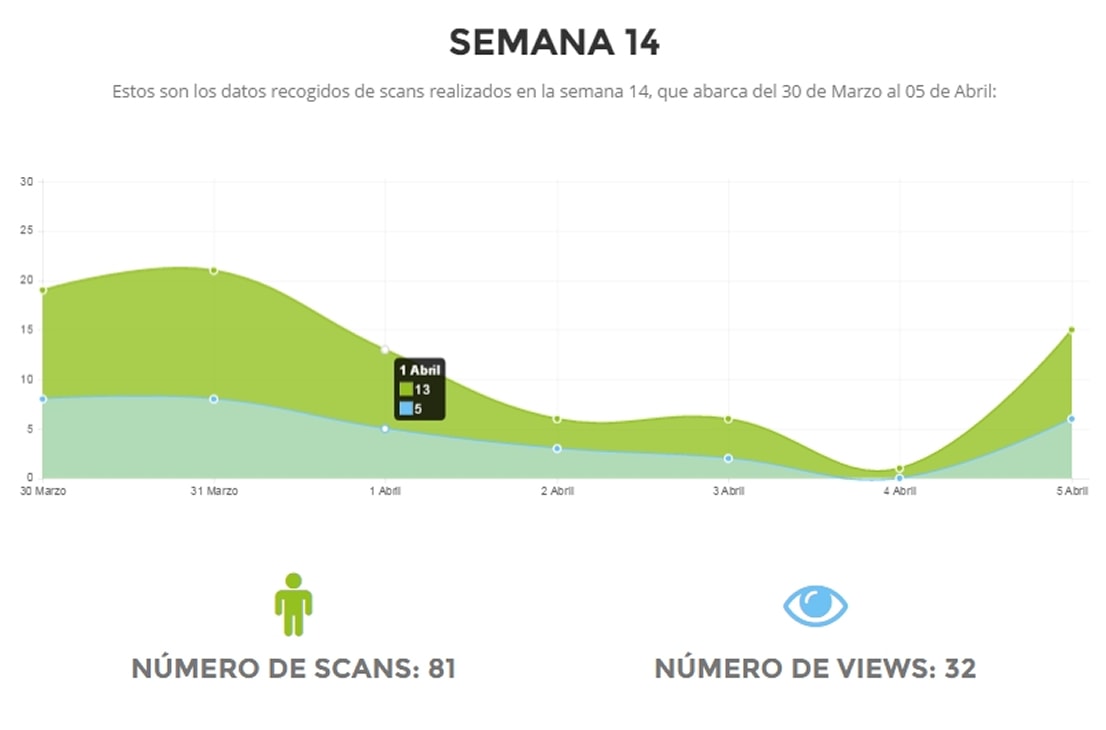 SEMANA 14
Estos son los datos recogidos de scans realizados en la semana 14, que abarca del 30 de Marzo al 05 de Abril:
30
25
20
15
10
5
0
1 Abril
13
5
30 Marzo 31 Marzo 1 Abril 2 Abril 3 Abril 4 Abril 5 Abril
NÚMERO DE SCANS: 81 NÚMERO DE VIEWS: 32